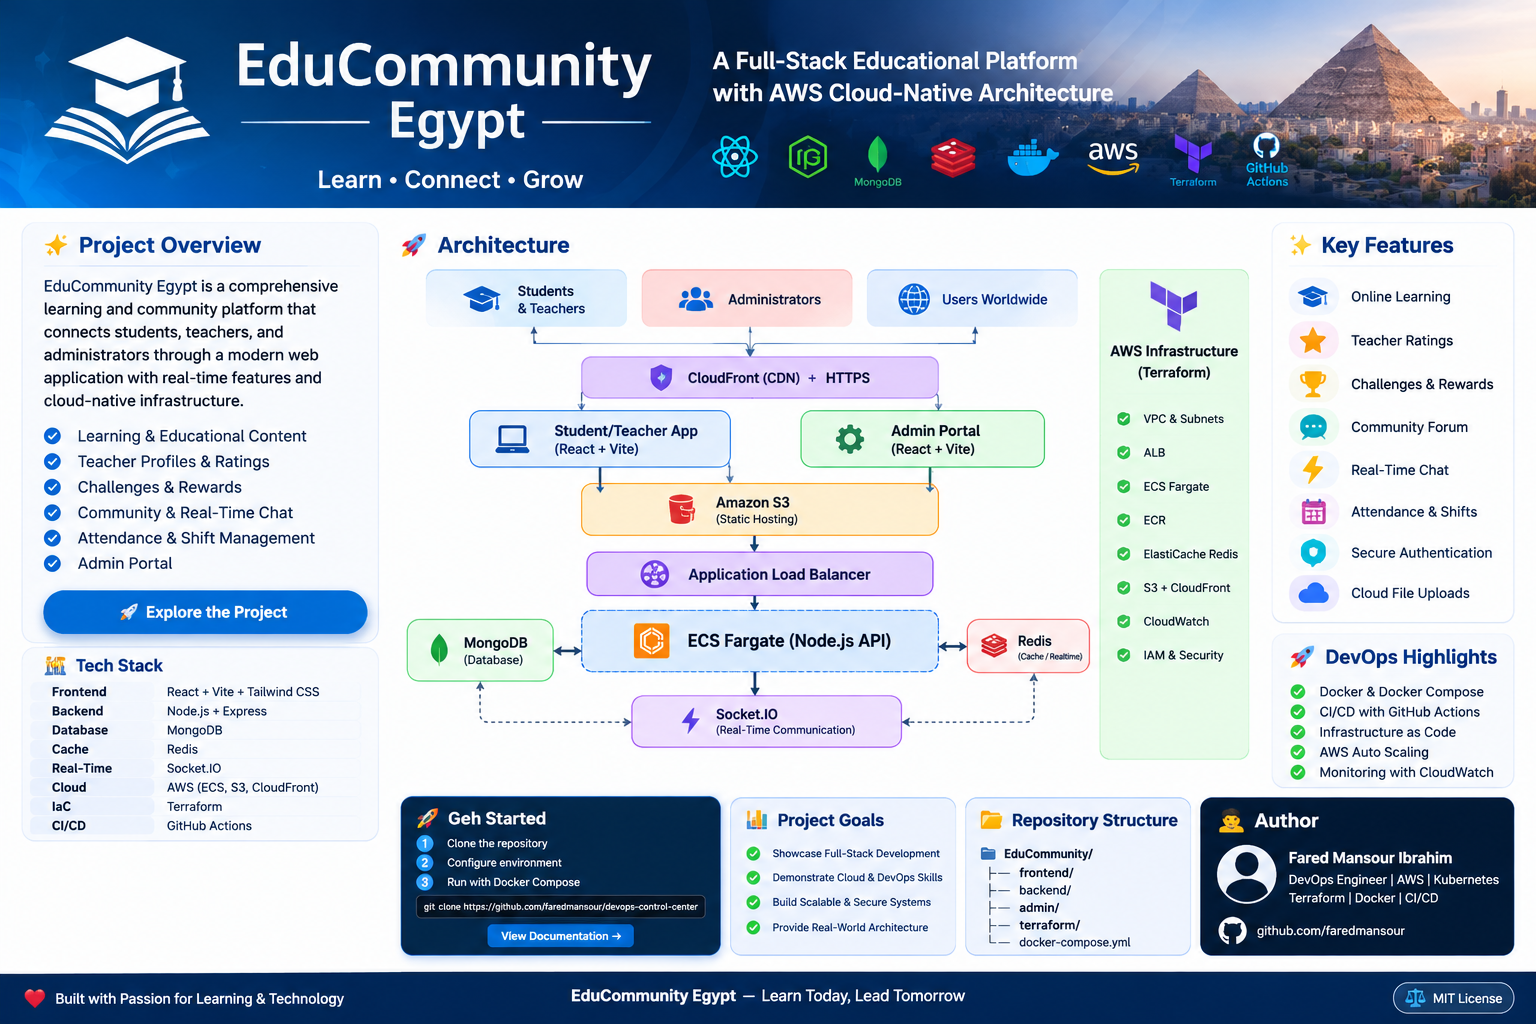 EduCommunity
Egypt
Learn • Connect • Grow
A Full-Stack Educational Platform
with AWS Cloud-Native Architecture
MongoDB
aws
Terraform
GitHub
Actions
Project Overview
EduCommunity Egypt is a comprehensive
learning and community platform that
connects students, teachers, and
administrators through a modern web
application with real-time features and
cloud-native infrastructure.
Learning & Educational Content
Teacher Profiles & Ratings
Challenges & Rewards
Community & Real-Time Chat
Attendance & Shift Management
Admin Portal
Explore the Project
Tech Stack
Frontend React + Vite + Tailwind CSS
Backend Node.js + Express
Database MongoDB
Cache Redis
Real-Time Socket.IO
Cloud AWS (ECS, S3, CloudFront)
IaC Terraform
CI/CD GitHub Actions
Architecture
Students
& Teachers
Administrators
Users Worldwide
CloudFront (CDN) + HTTPS
Student/Teacher App
(React + Vite)
Admin Portal
(React + Vite)
Amazon S3
(Static Hosting)
Application Load Balancer
MongoDB
(Database)
ECS Fargate (Node.js API)
Redis
(Cache / Realtime)
Socket.IO
(Real-Time Communication)
AWS Infrastructure
(Terraform)
VPC & Subnets
ALB
ECS Fargate
ECR
ElastiCache Redis
S3 + CloudFront
CloudWatch
IAM & Security
Key Features
Online Learning
Teacher Ratings
Challenges & Rewards
Community Forum
Real-Time Chat
Attendance & Shifts
Secure Authentication
Cloud File Uploads
DevOps Highlights
Docker & Docker Compose
CI/CD with GitHub Actions
Infrastructure as Code
AWS Auto Scaling
Monitoring with CloudWatch
Geh Started
1 Clone the repository
2 Configure environment
3 Run with Docker Compose
git clone https://github.com/faredmansour/devops-control-center
View Documentation →
Project Goals
Showcase Full-Stack Development
Demonstrate Cloud & DevOps Skills
Build Scalable & Secure Systems
Provide Real-World Architecture
Repository Structure
EduCommunity/
├── frontend/
├── backend/
├── admin/
├── terraform/
└── docker-compose.yml
Author
Fared Mansour Ibrahim
DevOps Engineer | AWS | Kubernetes
Terraform | Docker | CI/CD
github.com/faredmansour
Built with Passion for Learning & Technology
EduCommunity Egypt — Learn Today, Lead Tomorrow
MIT License